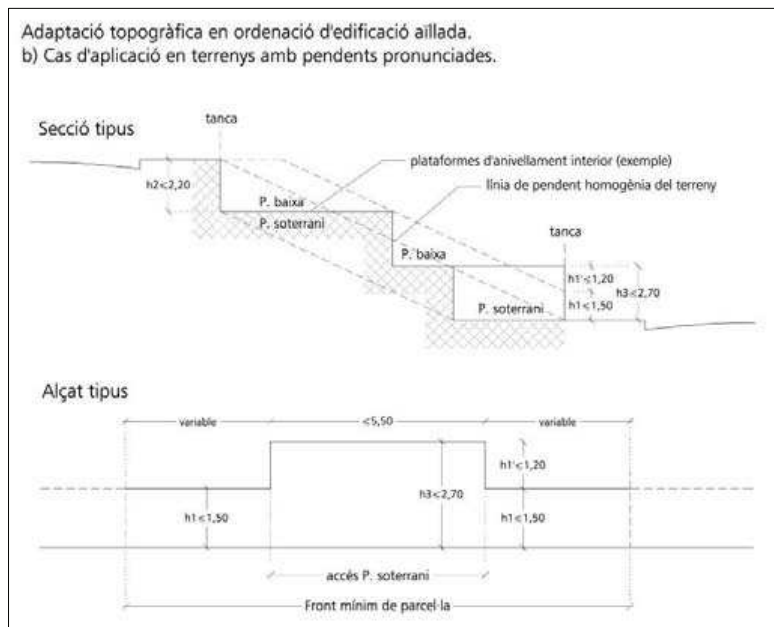 Adaptació topogràfica en ordenació d'edificació aïllada.
b) Cas d'aplicació en terrenys amb pendents pronunciades.
Secció tipus
tanca
plataformes d'anivellament interior (exemple)
h2<2,20
línia de pendent homogènia del terreny
P. baixa
P. soterrani
tanca
P. baixa
h1'<1,20
h3<2,70
P. soterrani
h1<1,50
Alçat tipus
variable
<5,50
variable
h1'<1,20
h3<2,70
h1<1,50
h1<1,50
accés P. soterrani
Front mínim de parcel·la